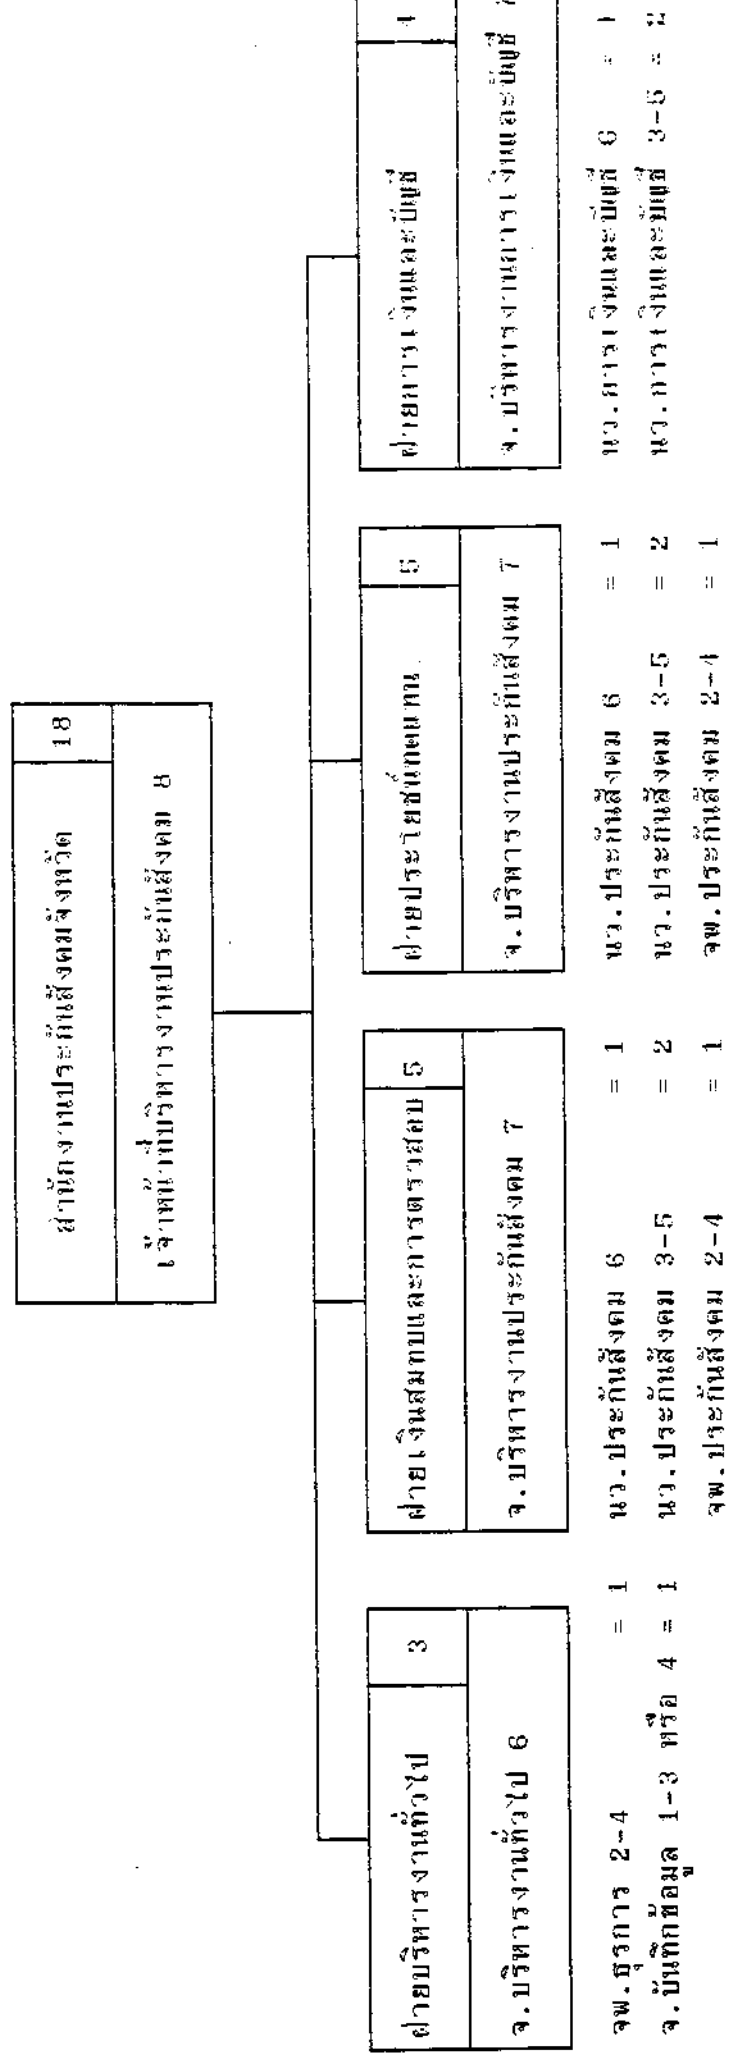 สำนักงานประกันสังคมจังหวัด 18
เจ้าหน้าที่บริหารงานประกันสังคม 8
ฝ่ายบริหารงานทั่วไป 3
จ.บริหารงานทั่วไป 6
จพ.ธุรการ 2-4 = 1
จ.บันทึกข้อมูล 1-3 หรือ 4 = 1
ฝ่ายเงินสมทบและการตรวจสอบ 5
จ.บริหารงานประกันสังคม 7
นว.ประกันสังคม 6 = 1
นว.ประกันสังคม 3-5 = 2
จพ.ประกันสังคม 2-4 = 1
ฝ่ายประโยชน์ทดแทน 5
จ.บริหารงานประกันสังคม 7
นว.ประกันสังคม 6 = 1
นว.ประกันสังคม 3-5 = 2
จพ.ประกันสังคม 2-4 = 1
ฝ่ายการเงินและบัญชี 4
จ.บริหารงานการเงินและบัญชี
นว.การเงินและบัญชี 6 = 1
นว.การเงินและบัญชี 3-5 = 2